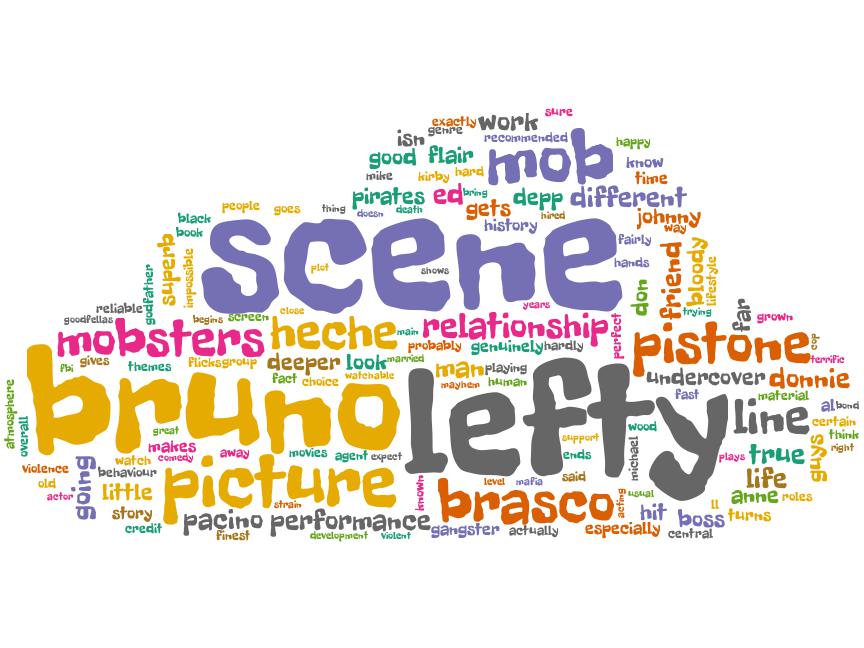 sure
exactly work
genre
isn recommended happy
good flair mob know
mike kirby hard time
pirates ed bring depp different
people goes thing doesn death gets hired johnny
black history way
book scene fairly
superb impossible plot shows hands friend bloody
godfather don lifestyle
reliable years trying far grown
goodfellas begins screen close
mobsters heche main relationship perfect pistone cop
probably genuinely hardly
fbi gives themes flicksgroup deeper look married man playing terrific
fact choice watchable mayhem human undercover donnie
atmosphere bruno lefty fast material al bond
overall great line certain
makes support wood think
violence watch comedy away movies agent expect ends michael plays true guys right
old going behaviour picture level mafia said life
actor little strain known brasco acting usual anne roles
story ll
credit pacino performance gangster actually especially hit boss turns
finest development violent central